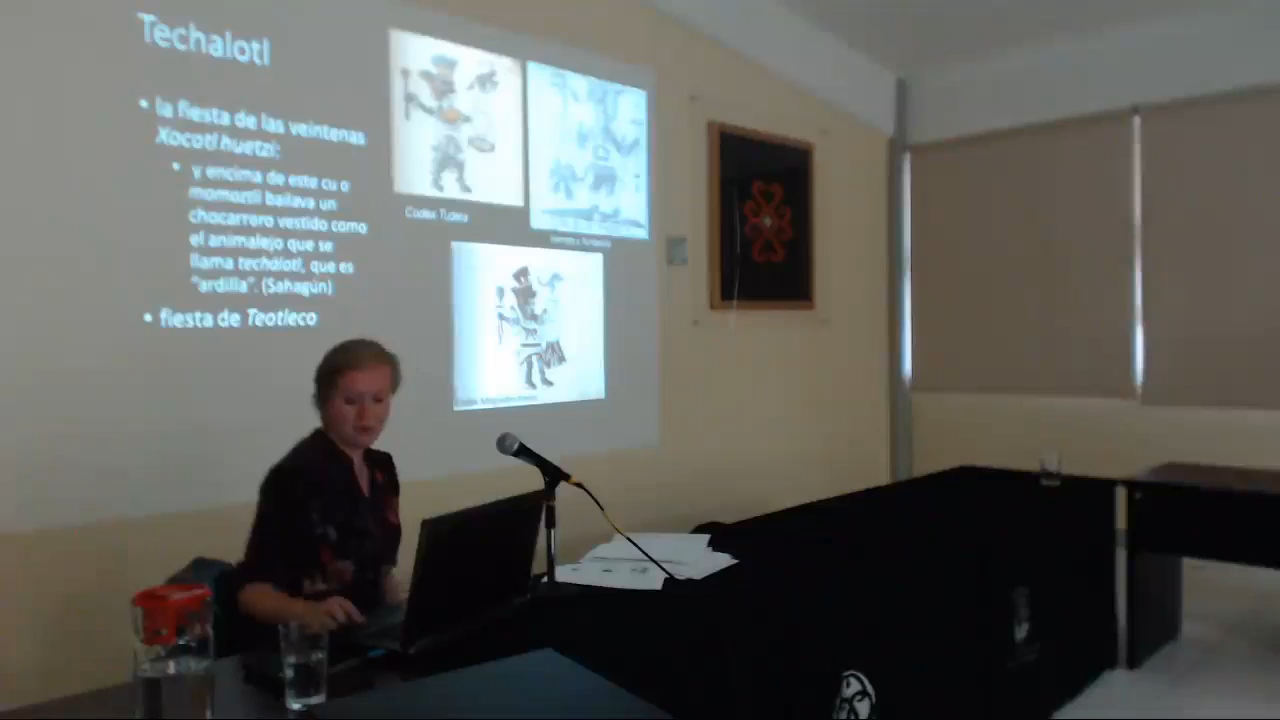 Techalotl
• la fiesta de las veintenas
Xocotl huetzi:
• y encima de este cu o
momoztli bailava un
chocarrero vestido como
el animalejo que se
llama techálotl, que es
"ardilla". (Sahagún)
• fiesta de Teotleco
Codex Tudela